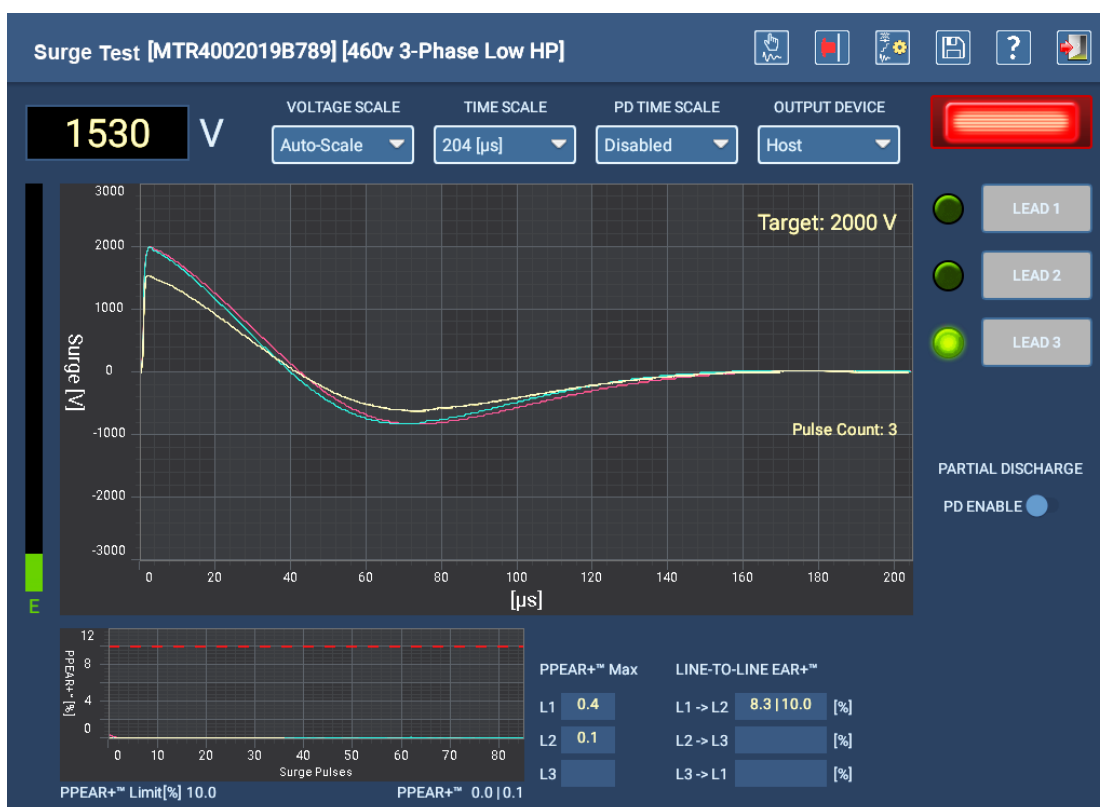 Surge Test [MTR4002019B789] [460v 3-Phase Low HP]
?
1530 V
VOLTAGE SCALE
Auto-Scale
TIME SCALE
204 [µs]
PD TIME SCALE
Disabled
OUTPUT DEVICE
Host
LEAD 1
LEAD 2
LEAD 3
PARTIAL DISCHARGE
PD ENABLE
E
Target: 2000 V
Pulse Count: 3
Surge [V]
3000
2000
1000
0
-1000
-2000
-3000
0 20 40 60 80 100 120 140 160 180 200
[µs]
PPEAR+™ [%]
12
8
4
0
0 10 20 30 40 50 60 70 80
Surge Pulses
PPEAR+™ Limit[%] 10.0 PPEAR+™ 0.0|0.1
PPEAR+™ Max
L1 0.4
L2 0.1
L3
LINE-TO-LINE EAR+™
L1 -> L2 8.3|10.0 [%]
L2 -> L3 [%]
L3 -> L1 [%]